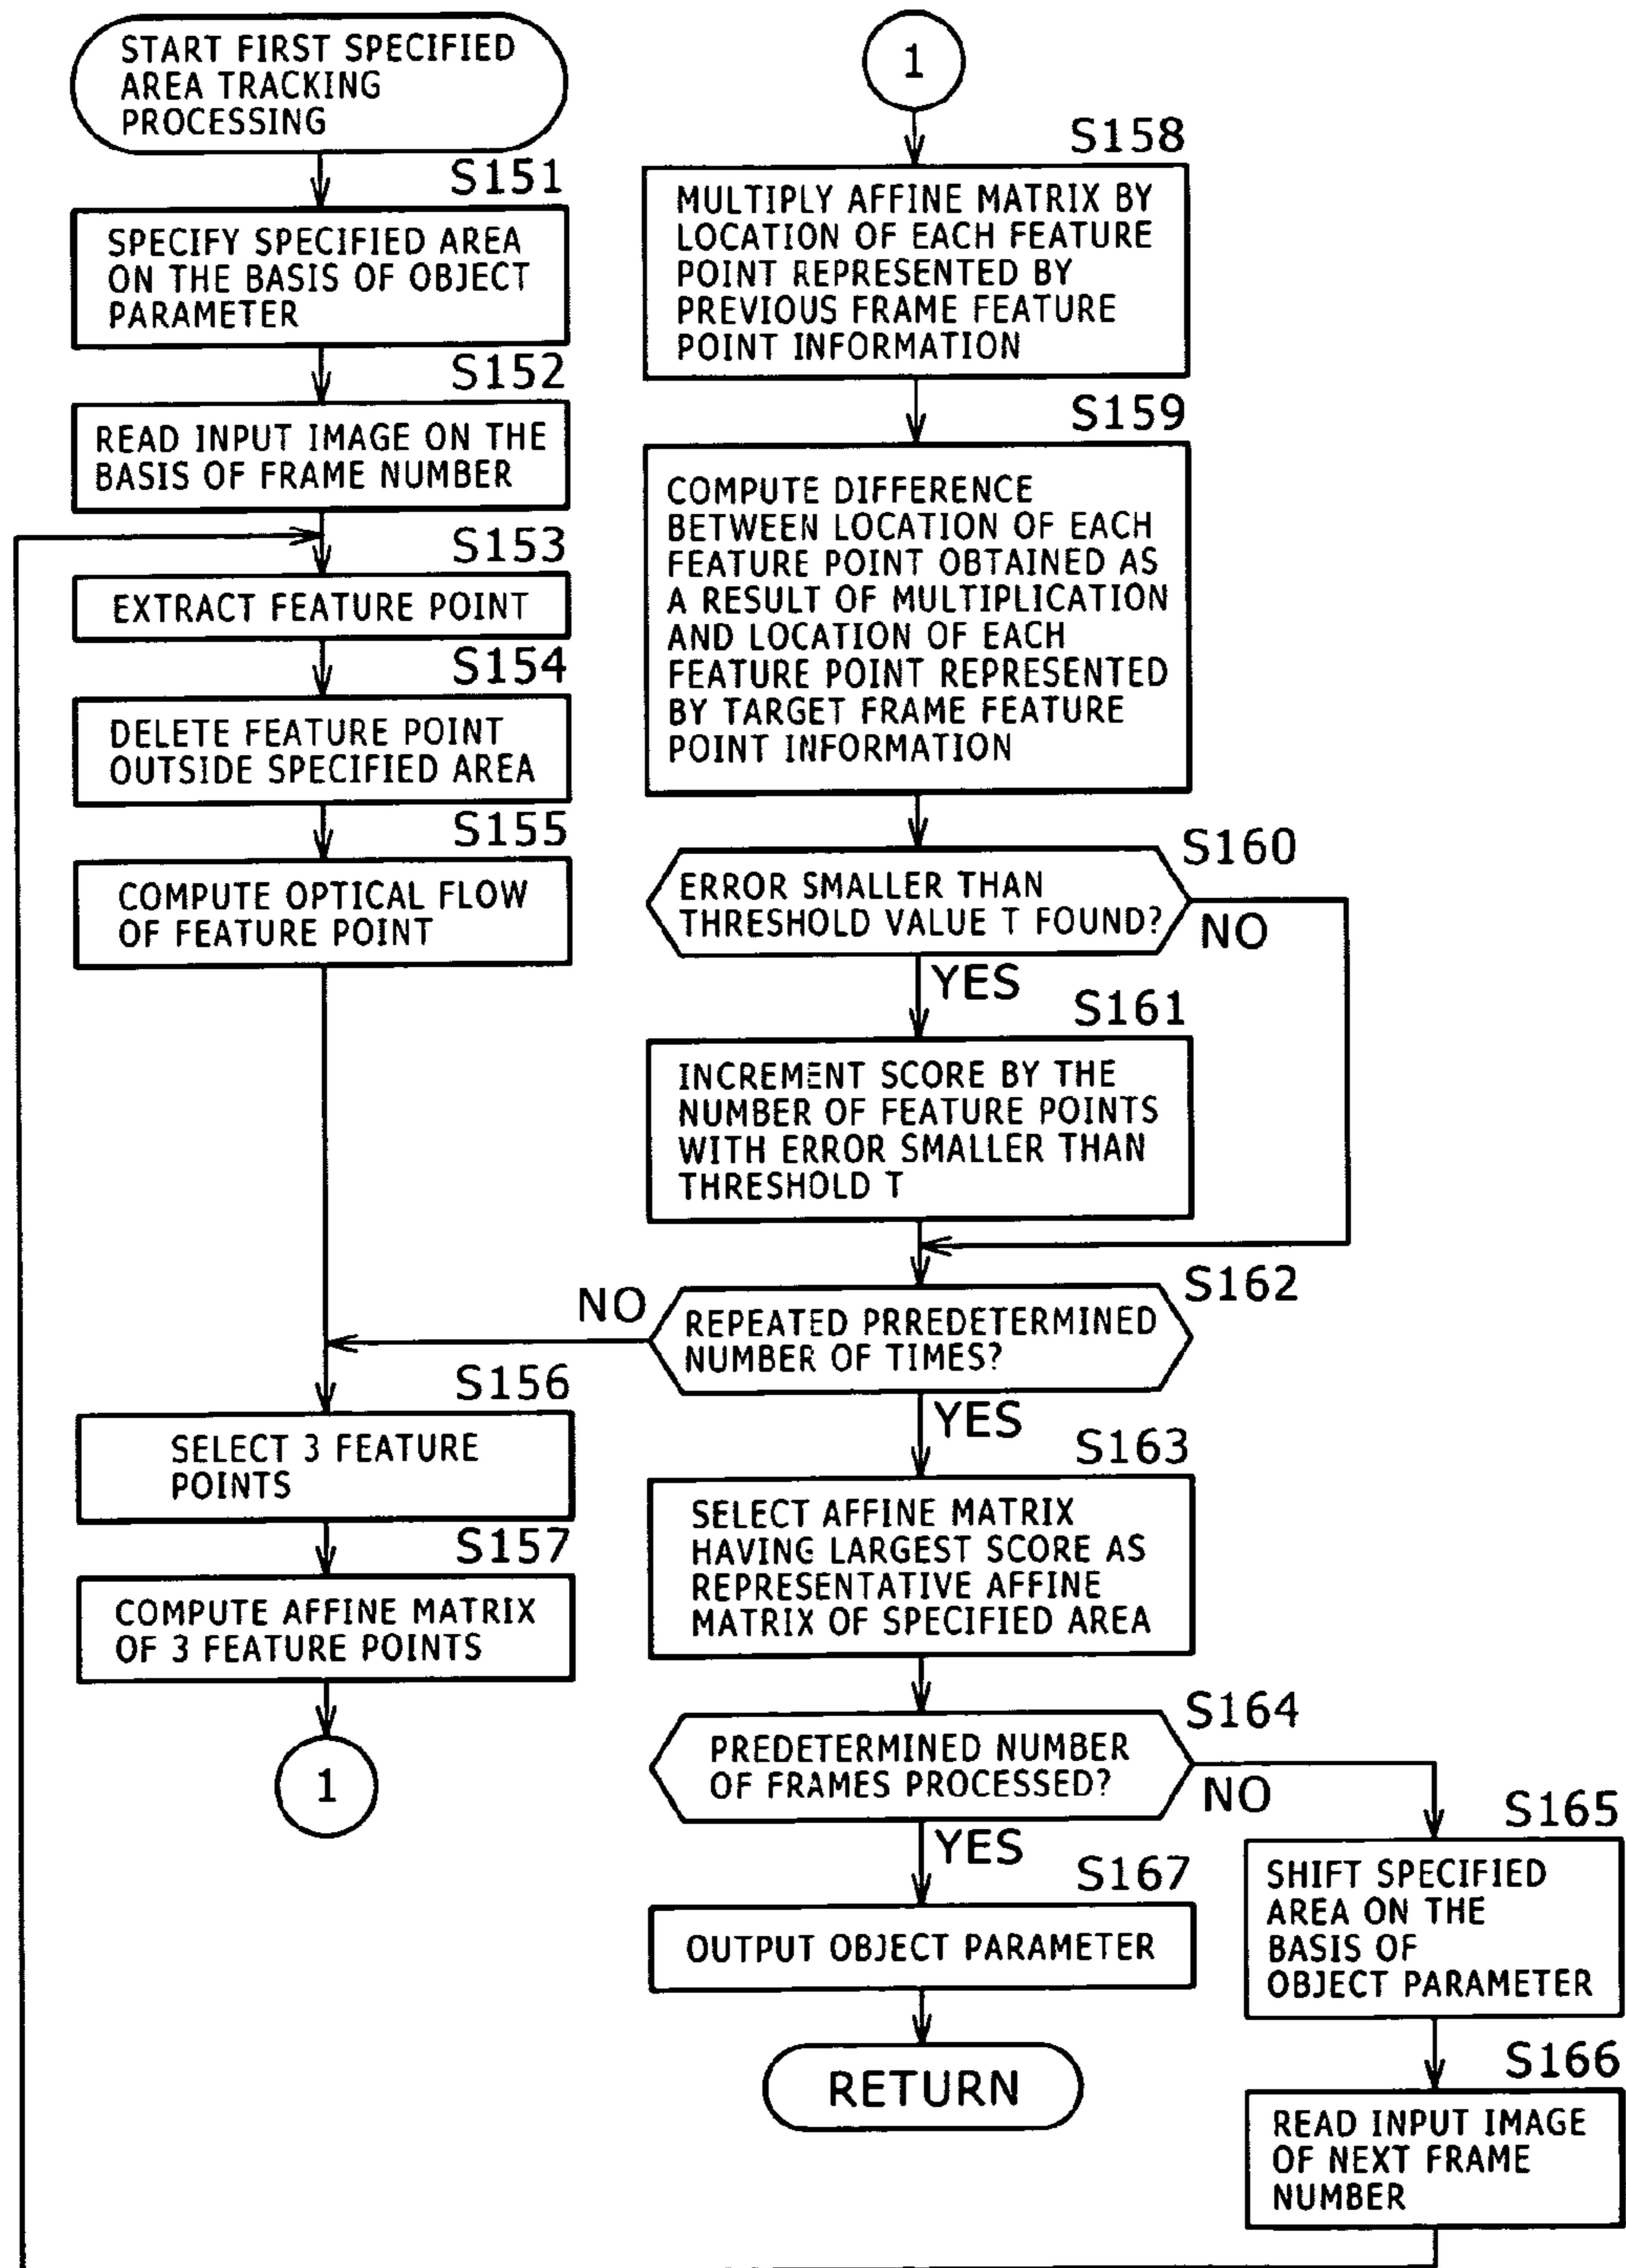 START FIRST SPECIFIED
AREA TRACKING
PROCESSING
S151
SPECIFY SPECIFIED AREA
ON THE BASIS OF OBJECT
PARAMETER
S152
READ INPUT IMAGE ON THE
BASIS OF FRAME NUMBER
S153
EXTRACT FEATURE POINT
S154
DELETE FEATURE POINT
OUTSIDE SPECIFIED AREA
S155
COMPUTE OPTICAL FLOW
OF FEATURE POINT
S156
SELECT 3 FEATURE
POINTS
S157
COMPUTE AFFINE MATRIX
OF 3 FEATURE POINTS
1
1
S158
MULTIPLY AFFINE MATRIX BY
LOCATION OF EACH FEATURE
POINT REPRESENTED BY
PREVIOUS FRAME FEATURE
POINT INFORMATION
S159
COMPUTE DIFFERENCE
BETWEEN LOCATION OF EACH
FEATURE POINT OBTAINED AS
A RESULT OF MULTIPLICATION
AND LOCATION OF EACH
FEATURE POINT REPRESENTED
BY TARGET FRAME FEATURE
POINT INFORMATION
S160
ERROR SMALLER THAN
THRESHOLD VALUE T FOUND?
NO
YES
S161
INCREMENT SCORE BY THE
NUMBER OF FEATURE POINTS
WITH ERROR SMALLER THAN
THRESHOLD T
S162
NO
REPEATED PRREDETERMINED
NUMBER OF TIMES?
YES
S163
SELECT AFFINE MATRIX
HAVING LARGEST SCORE AS
REPRESENTATIVE AFFINE
MATRIX OF SPECIFIED AREA
S164
PREDETERMINED NUMBER
OF FRAMES PROCESSED?
NO
YES
S167
OUTPUT OBJECT PARAMETER
RETURN
S165
SHIFT SPECIFIED
AREA ON THE
BASIS OF
OBJECT PARAMETER
S166
READ INPUT IMAGE
OF NEXT FRAME
NUMBER